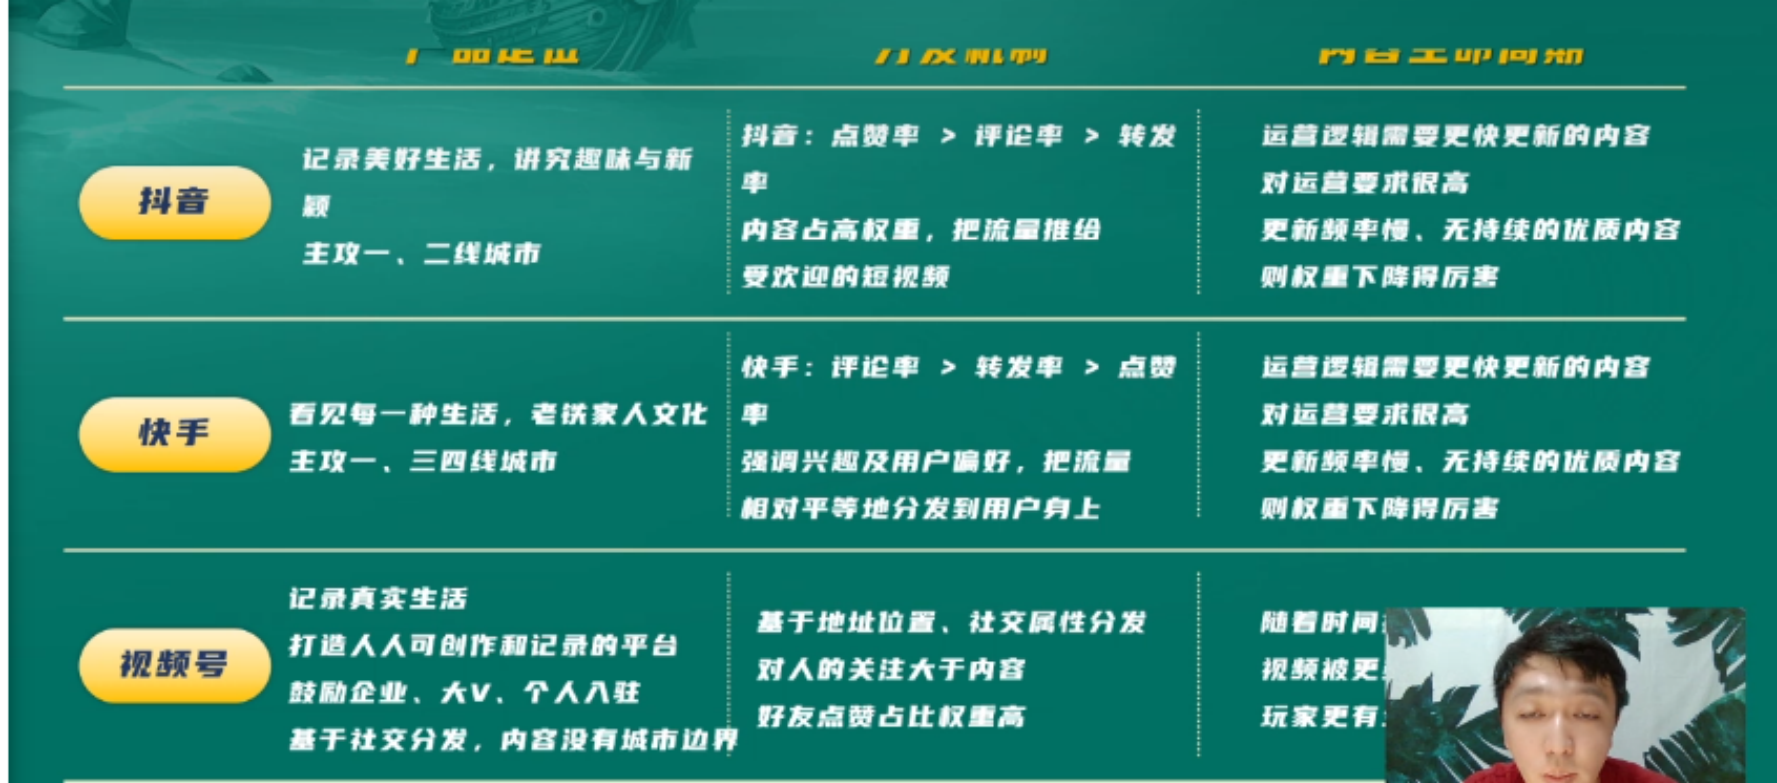 抖音
记录美好生活，讲究趣味与新
颖
主攻一、二线城市
抖音：点赞率 > 评论率 > 转发
率
内容占高权重，把流量推给
受欢迎的短视频
运营逻辑需要更快更新的内容
对运营要求很高
更新频率慢、无持续的优质内容
则权重下降得厉害
快手
看见每一种生活，老铁家人文化
主攻一、三四线城市
快手：评论率 > 转发率 > 点赞
率
强调兴趣及用户偏好，把流量
相对平等地分发到用户身上
运营逻辑需要更快更新的内容
对运营要求很高
更新频率慢、无持续的优质内容
则权重下降得厉害
视频号
记录真实生活
打造人人可创作和记录的平台
鼓励企业、大V、个人入驻
基于社交分发，内容没有城市边界
基于地址位置、社交属性分发
对人的关注大于内容
好友点赞占比权重高
随着时间
视频被更
玩家更有